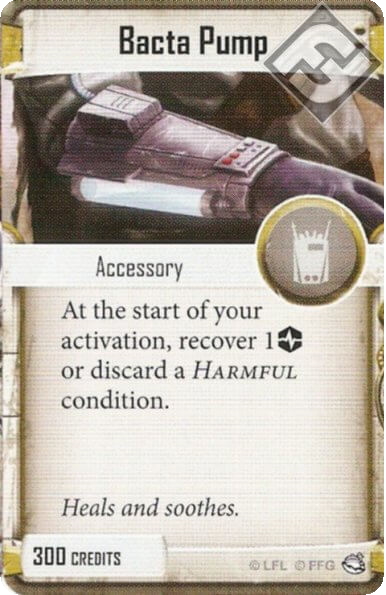 Bacta Pump
Accessory
At the start of your
activation, recover 1
or discard a HARMFUL
condition.
Heals and soothes.
300 CREDITS
© LFL © FFG